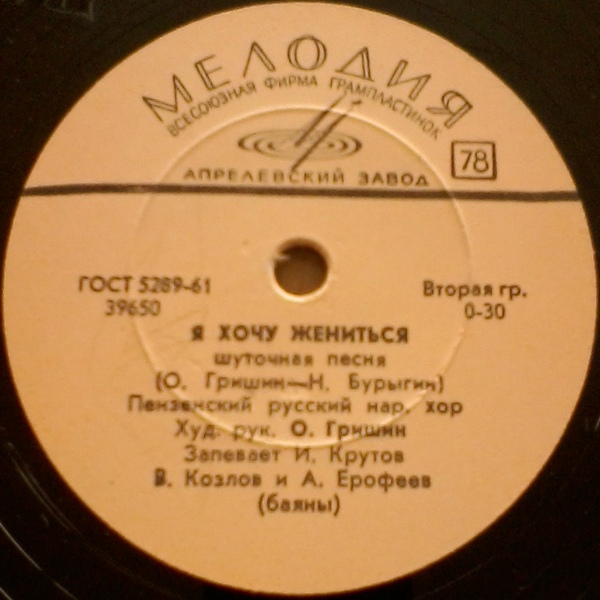 МЕЛОДИЯ
ВСЕСОЮЗНАЯ ФИРМА ГРАМПЛАСТИНОК
78
АПРЕЛЕВСКИЙ ЗАВОД
ГОСТ 5289-61
39650
Вторая гр.
0-30
Я ХОЧУ ЖЕНИТЬСЯ
шуточная песня
(О. Гришин—Н. Бурыгин)
Пензенский русский нар. хор
Худ. рук. О. Гришин
Запевает И. Крутов
В. Козлов и А. Ерофеев
(баяны)